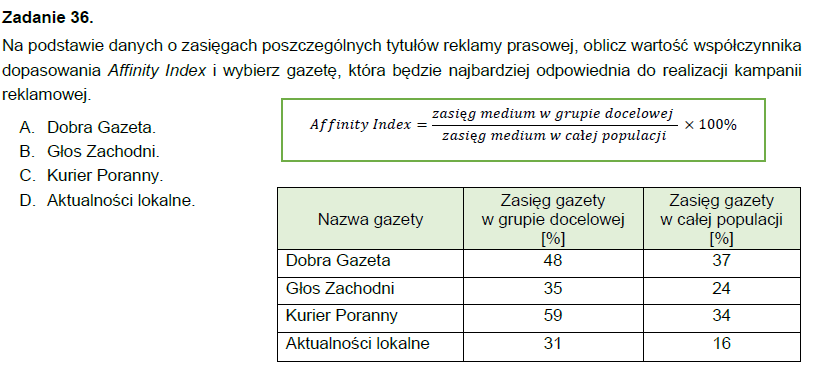 Zadanie 36.
Na podstawie danych o zasięgach poszczególnych tytułów reklamy prasowej, oblicz wartość współczynnika
dopasowania Affinity Index i wybierz gazetę, która będzie najbardziej odpowiednia do realizacji kampanii
reklamowej.
A. Dobra Gazeta.
B. Głos Zachodni.
C. Kurier Poranny.
D. Aktualności lokalne.
Affinity Index = zasięg medium w grupie docelowej / zasięg medium w całej populacji × 100%
Nazwa gazety
Zasięg gazety
w grupie docelowej
[%]
Zasięg gazety
w całej populacji
[%]
Dobra Gazeta 48 37
Głos Zachodni 35 24
Kurier Poranny 59 34
Aktualności lokalne 31 16